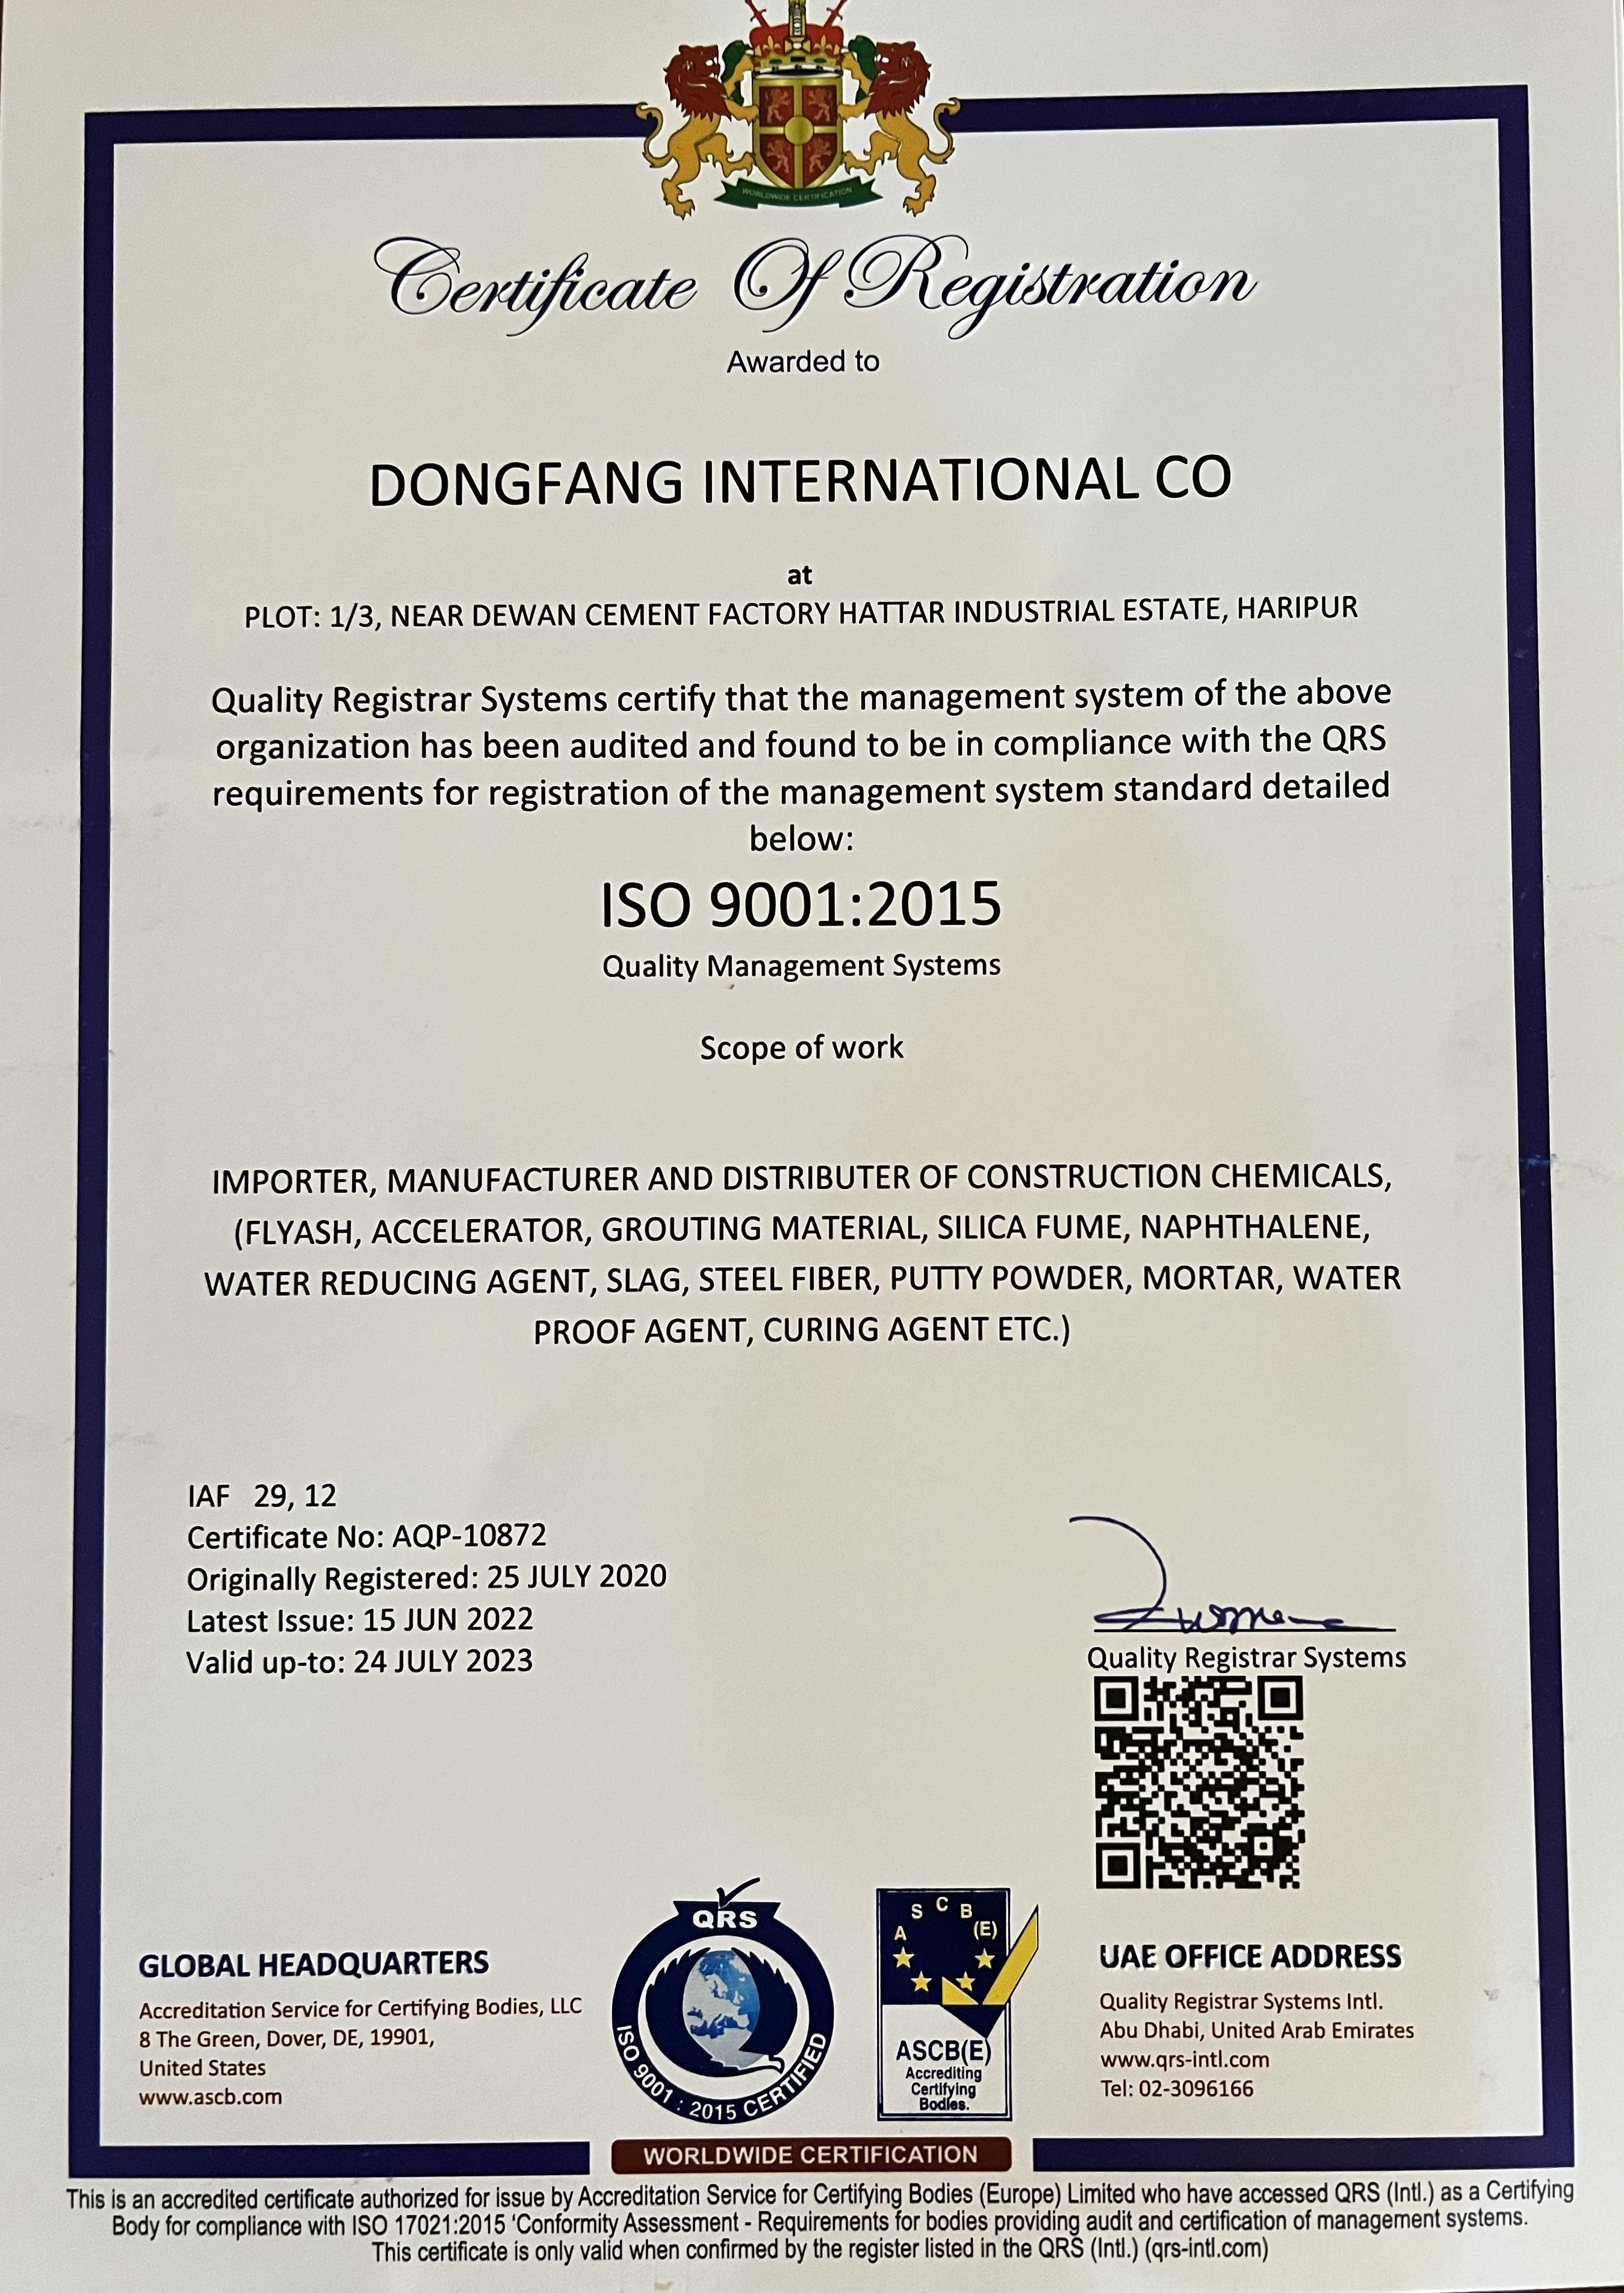 WORLDWIDE CERTIFICATION
Certificate Of Registration
Awarded to
DONGFANG INTERNATIONAL CO
at
PLOT: 1/3, NEAR DEWAN CEMENT FACTORY HATTAR INDUSTRIAL ESTATE, HARIPUR
Quality Registrar Systems certify that the management system of the above
organization has been audited and found to be in compliance with the QRS
requirements for registration of the management system standard detailed
below:
ISO 9001:2015
Quality Management Systems
Scope of work
IMPORTER, MANUFACTURER AND DISTRIBUTER OF CONSTRUCTION CHEMICALS,
(FLYASH, ACCELERATOR, GROUTING MATERIAL, SILICA FUME, NAPHTHALENE,
WATER REDUCING AGENT, SLAG, STEEL FIBER, PUTTY POWDER, MORTAR, WATER
PROOF AGENT, CURING AGENT ETC.)
IAF 29, 12
Certificate No: AQP-10872
Originally Registered: 25 JULY 2020
Latest Issue: 15 JUN 2022
Valid up-to: 24 JULY 2023
Quality Registrar Systems
GLOBAL HEADQUARTERS
Accreditation Service for Certifying Bodies, LLC
8 The Green, Dover, DE, 19901,
United States
www.ascb.com
QRS
ISO 9001 : 2015 CERTIFIED
A S C B (E)
ASCB(E)
Accrediting
Certifying
Bodies.
UAE OFFICE ADDRESS
Quality Registrar Systems Intl.
Abu Dhabi, United Arab Emirates
www.qrs-intl.com
Tel: 02-3096166
WORLDWIDE CERTIFICATION
This is an accredited certificate authorized for issue by Accreditation Service for Certifying Bodies (Europe) Limited who have accessed QRS (Intl.) as a Certifying
Body for compliance with ISO 17021:2015 ‘Conformity Assessment - Requirements for bodies providing audit and certification of management systems.
This certificate is only valid when confirmed by the register listed in the QRS (Intl.) (qrs-intl.com)